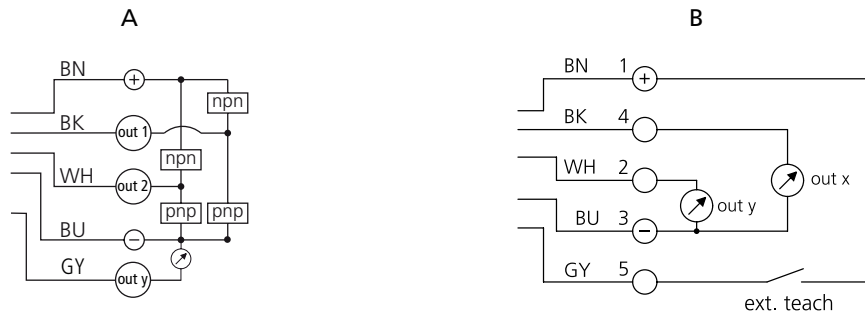 A
BN
+
npn
BK
out 1
npn
WH
out 2
pnp
pnp
BU
−
GY
out y
B
BN 1
+
BK 4
WH 2
out x
out y
BU 3
−
GY 5
ext. teach